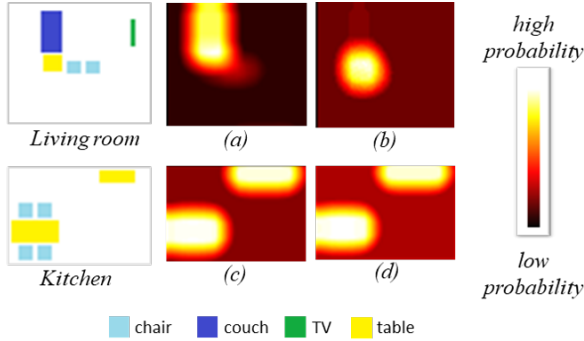 high
probability
Living room
(a)
(b)
Kitchen
(c)
(d)
low
probability
chair
couch
TV
table